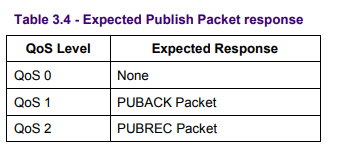 Table 3.4 - Expected Publish Packet response
QoS Level Expected Response
QoS 0 None
QoS 1 PUBACK Packet
QoS 2 PUBREC Packet